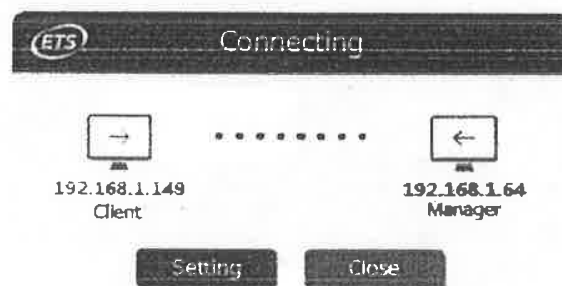 ETS
Connecting
192.168.1.149
Client
192.168.1.64
Manager
Setting
Close